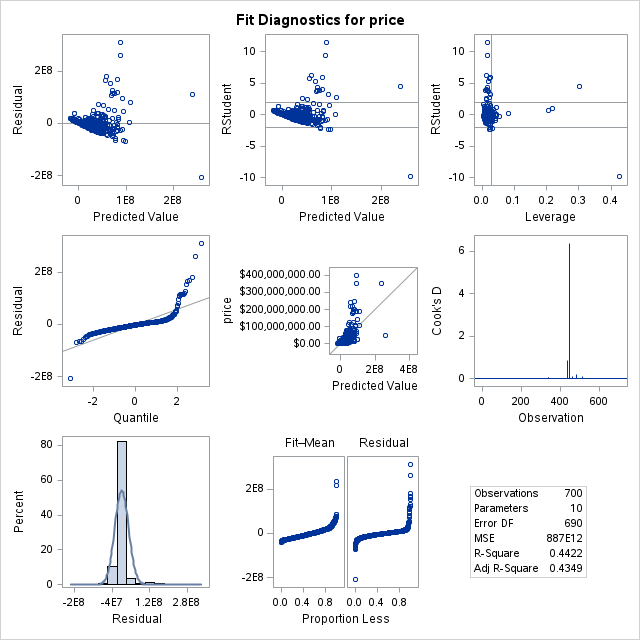 Fit Diagnostics for price
2E8
0
-2E8
Residual
0 1E8 2E8
Predicted Value
10
5
0
-5
-10
RStudent
0 1E8 2E8
Predicted Value
10
5
0
-5
-10
RStudent
0.0 0.1 0.2 0.3 0.4
Leverage
2E8
0
-2E8
Residual
-2 0 2
Quantile
$400,000,000.00
$300,000,000.00
$200,000,000.00
$100,000,000.00
$0.00
price
0 2E8 4E8
Predicted Value
6
4
2
0
Cook's D
0 200 400 600
Observation
80
60
40
20
0
Percent
-2E8 -4E7 1.2E8 2.8E8
Residual
Fit–Mean Residual
2E8
0
-2E8
0.0 0.4 0.8 0.0 0.4 0.8
Proportion Less
Observations 700
Parameters 10
Error DF 690
MSE 887E12
R-Square 0.4422
Adj R-Square 0.4349